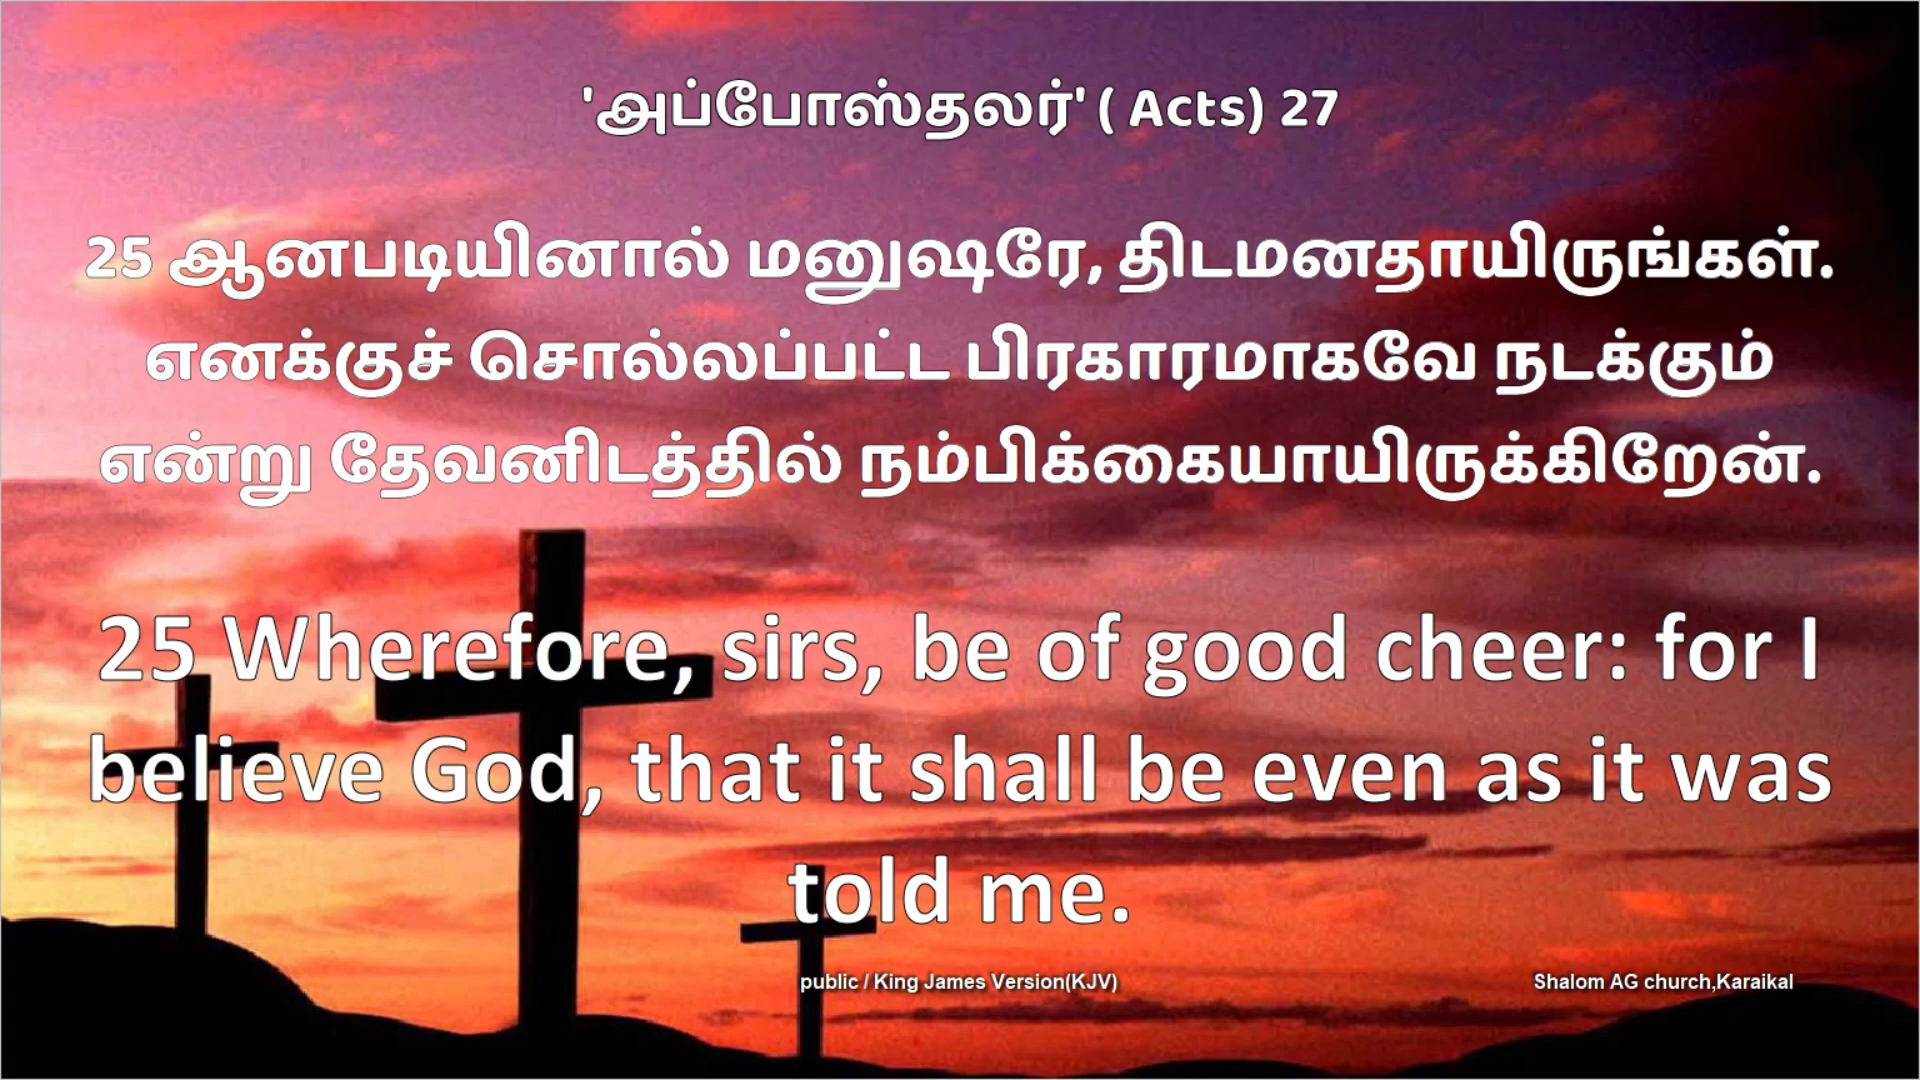 'அப்போஸ்தலர்' ( Acts) 27
25 ஆனபடியினால் மனுஷரே, திடமனதாயிருங்கள்.
எனக்குச் சொல்லப்பட்ட பிரகாரமாகவே நடக்கும்
என்று தேவனிடத்தில் நம்பிக்கையாயிருக்கிறேன்.
25 Wherefore, sirs, be of good cheer: for I
believe God, that it shall be even as it was
told me.
public / King James Version(KJV)
Shalom AG church,Karaikal